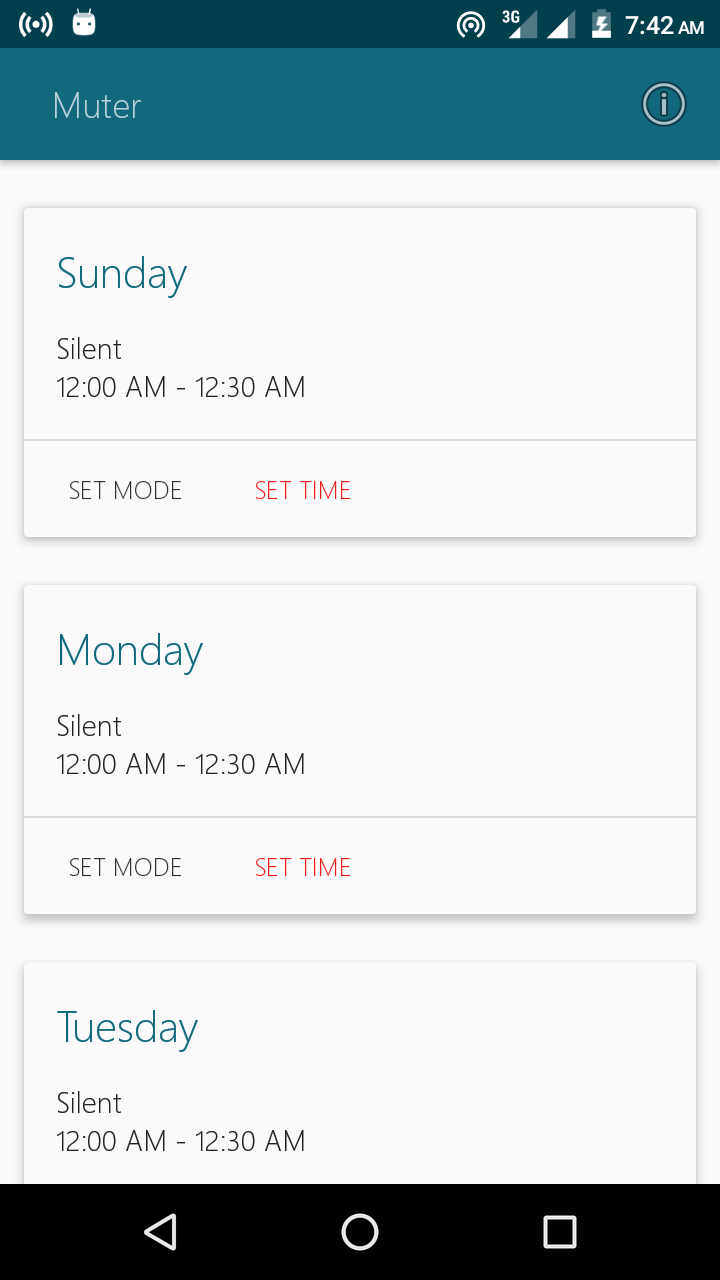 3G 7:42 AM
Muter
Sunday
Silent
12:00 AM - 12:30 AM
SET MODE SET TIME
Monday
Silent
12:00 AM - 12:30 AM
SET MODE SET TIME
Tuesday
Silent
12:00 AM - 12:30 AM